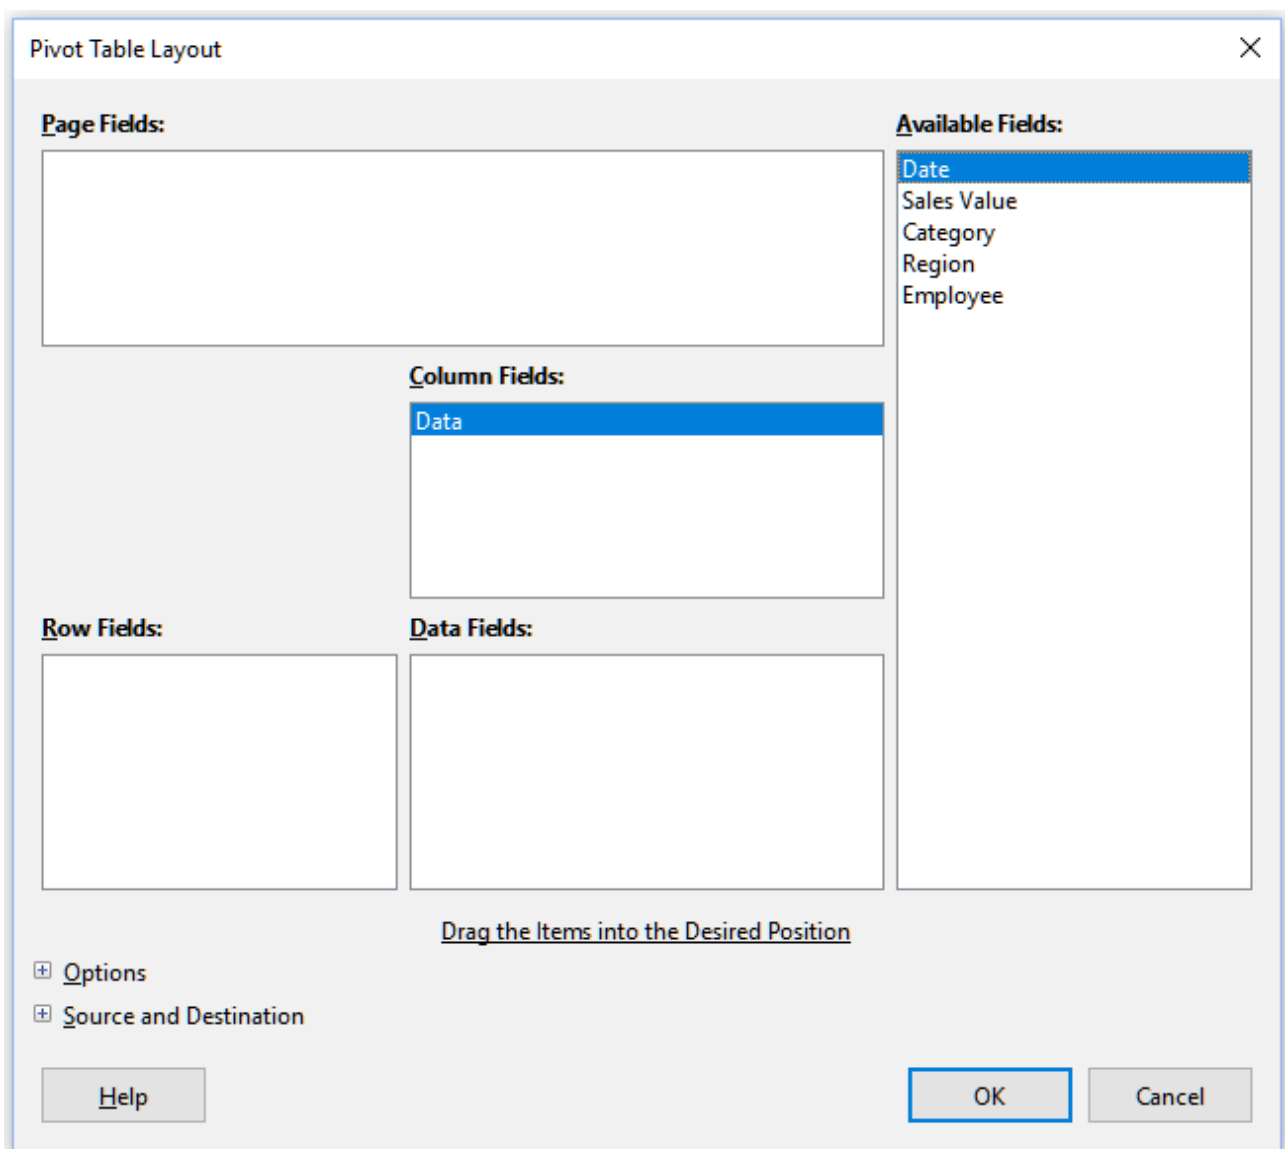 Pivot Table Layout
Page Fields:
Available Fields:
Date
Sales Value
Category
Region
Employee
Column Fields:
Data
Row Fields:
Data Fields:
Drag the Items into the Desired Position
Options
Source and Destination
Help
OK
Cancel